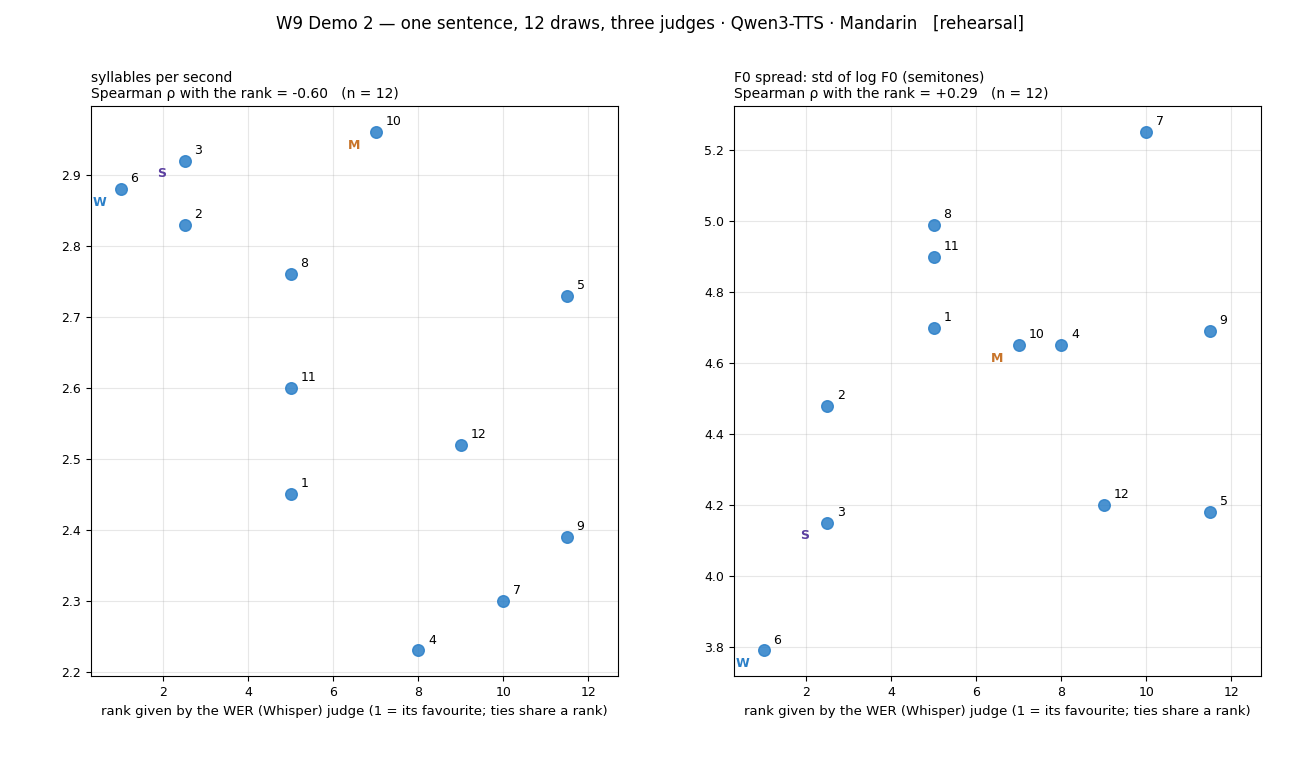 W9 Demo 2 — one sentence, 12 draws, three judges · Qwen3-TTS · Mandarin   [rehearsal]
syllables per second
Spearman ρ with the rank = -0.60   (n = 12)
10
M
3
S
6
W
2
2.9
2.8
8
5
2.7
11
2.6
12
2.5
1
2.4
9
7
2.3
4
2.2
2 4 6 8 10 12
rank given by the WER (Whisper) judge (1 = its favourite; ties share a rank)
F0 spread: std of log F0 (semitones)
Spearman ρ with the rank = +0.29   (n = 12)
7
5.2
8
5.0
11
4.8
1
10
4
9
M
4.6
2
4.4
12
5
4.2
3
S
4.0
3.8
6
W
2 4 6 8 10 12
rank given by the WER (Whisper) judge (1 = its favourite; ties share a rank)